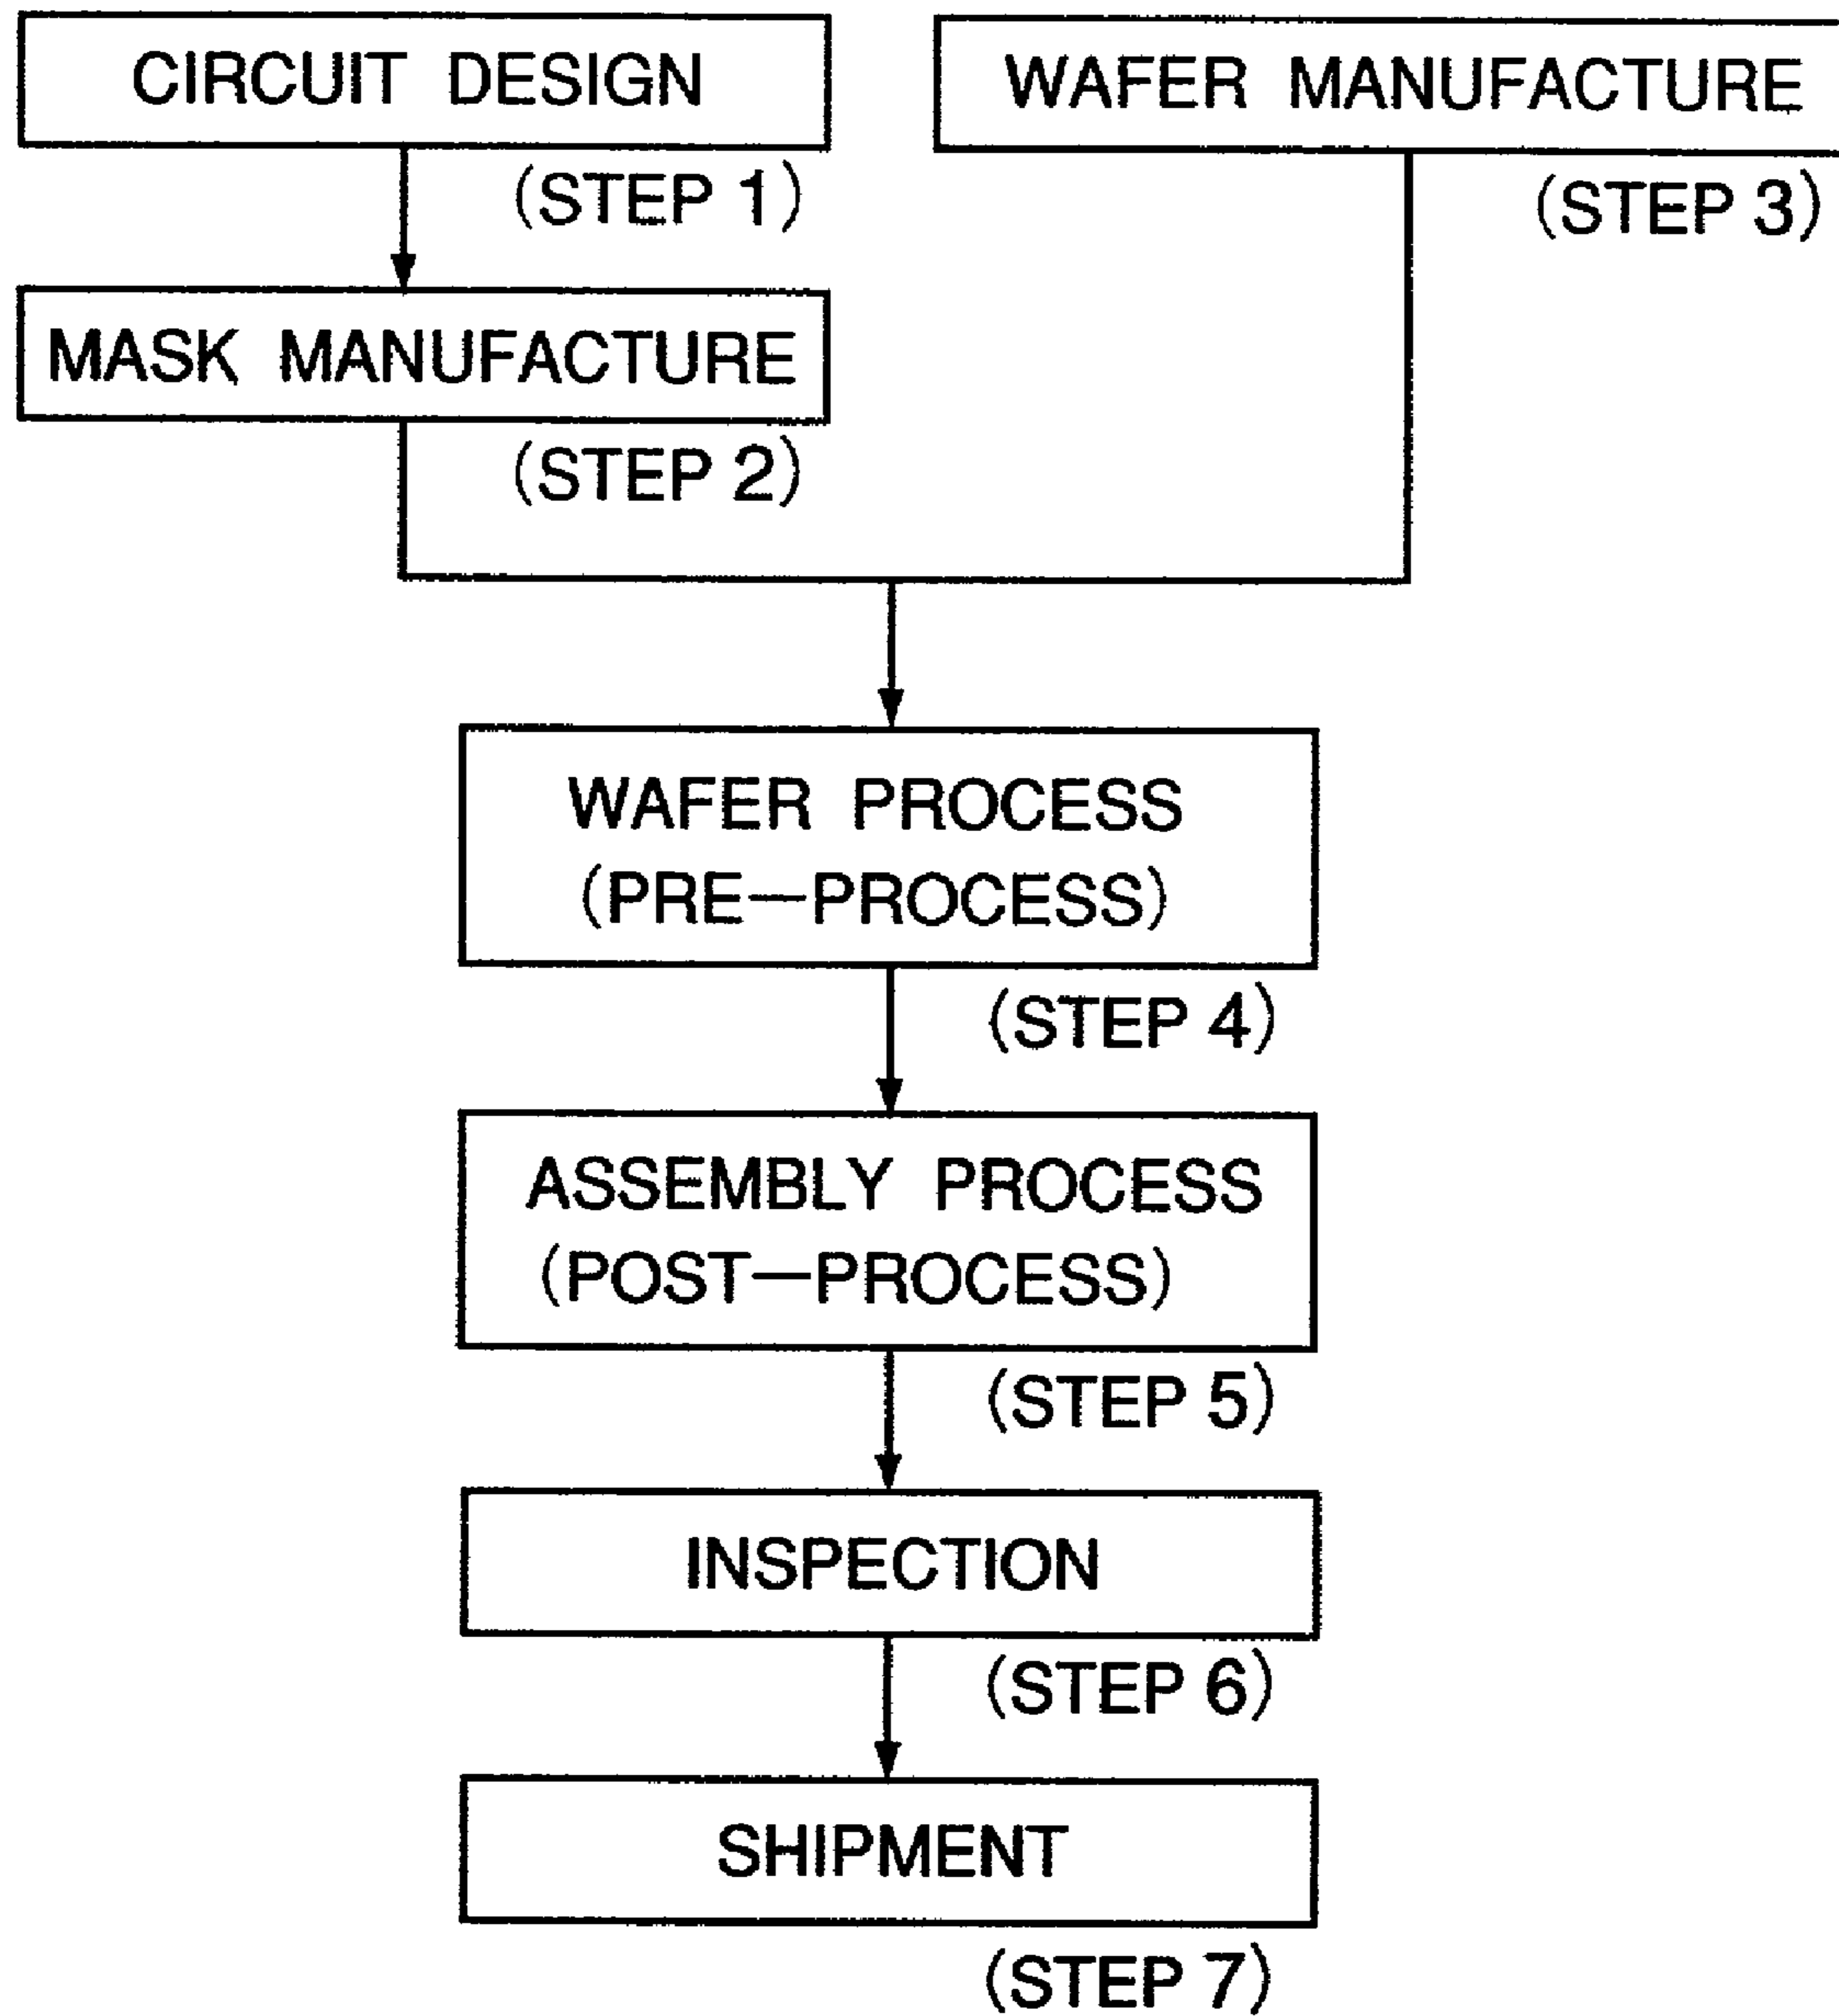 CIRCUIT DESIGN
(STEP 1)
WAFER MANUFACTURE
(STEP 3)
MASK MANUFACTURE
(STEP 2)
WAFER PROCESS
(PRE—PROCESS)
(STEP 4)
ASSEMBLY PROCESS
(POST—PROCESS)
(STEP 5)
INSPECTION
(STEP 6)
SHIPMENT
(STEP 7)